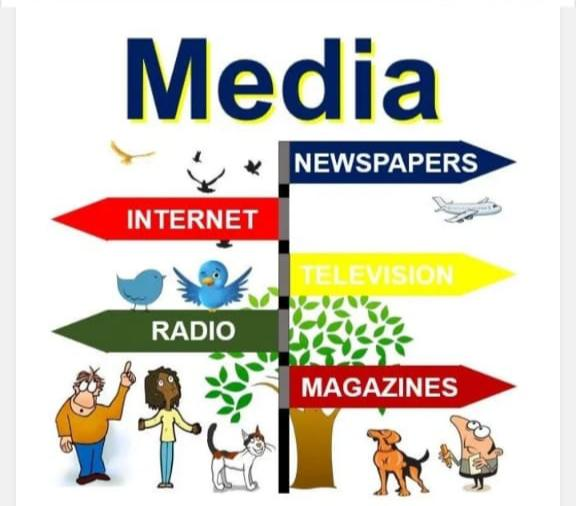 Media
NEWSPAPERS
INTERNET
TELEVISION
RADIO
MAGAZINES